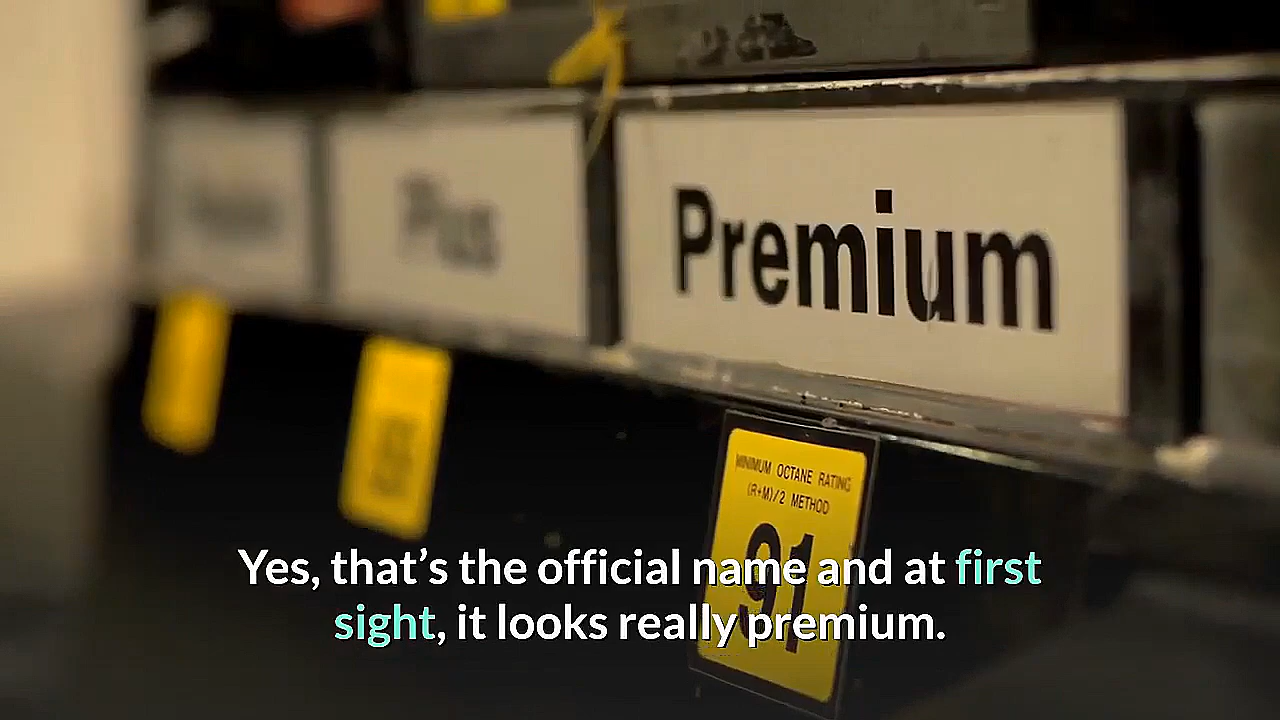 Plus
Premium
MINIMUM OCTANE RATING
(R+M)/2 METHOD
91
Yes, that’s the official name and at first
sight, it looks really premium.